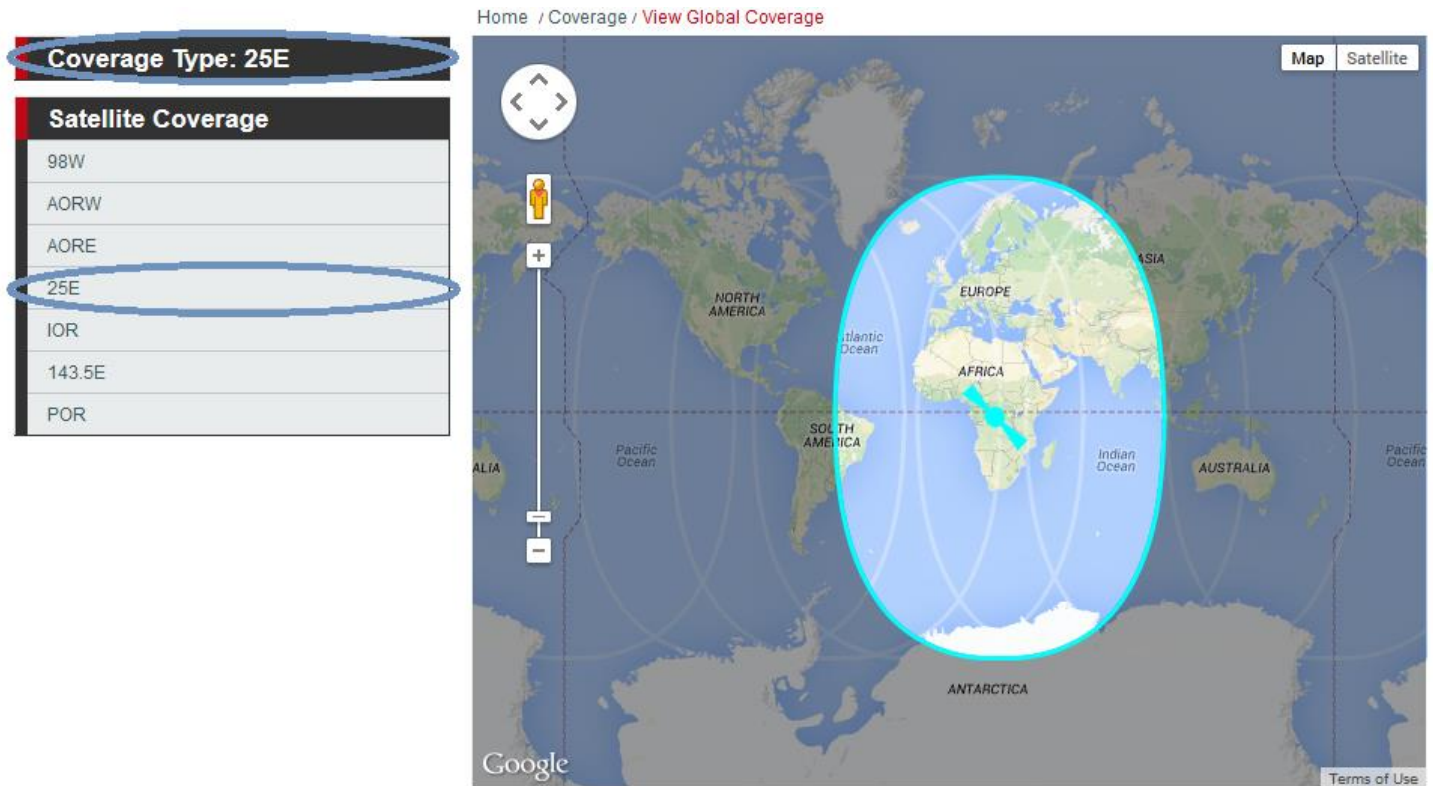 Home / Coverage / View Global Coverage
Coverage Type: 25E
Satellite Coverage
98W
AORW
AORE
25E
IOR
143.5E
POR
Map Satellite
ASIA
NORTH
AMERICA
EUROPE
tlantic
Ocean
AFRICA
SOUTH
AMERICA
Pacific
Ocean
Indian
Ocean
ALIA
AUSTRALIA
Pacific
Ocean
ANTARCTICA
Google
Terms of Use